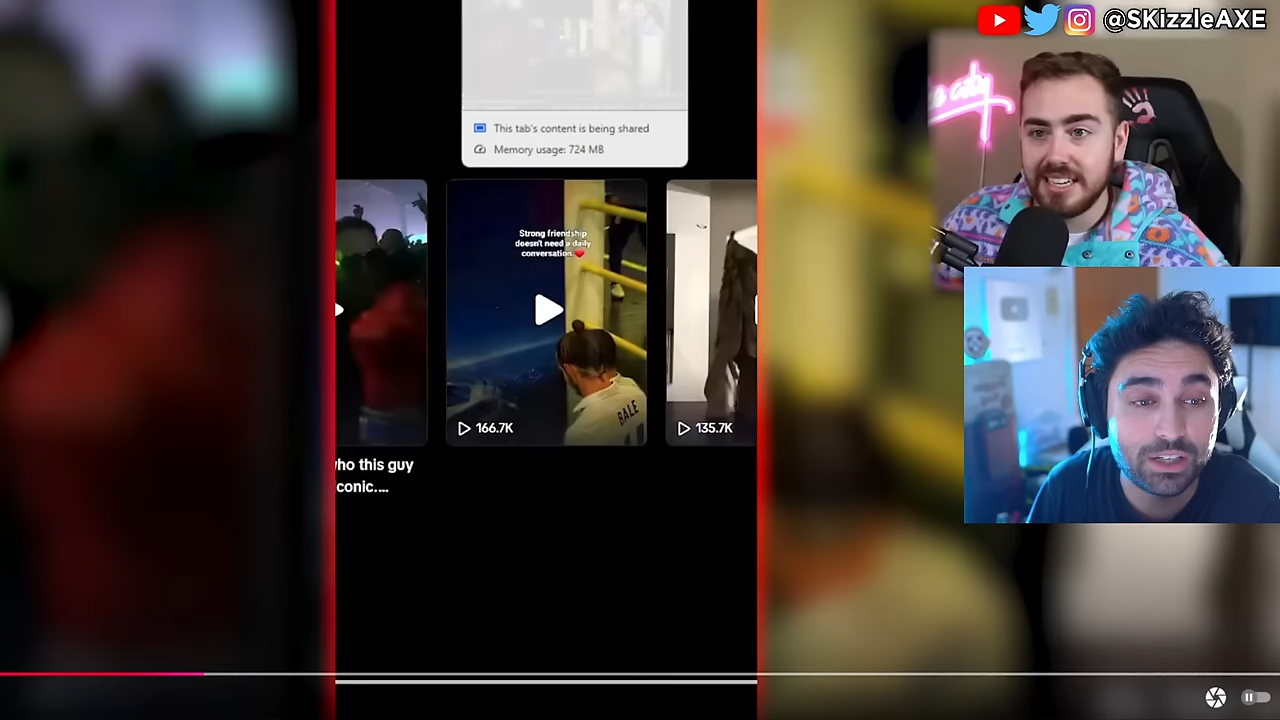 @SKizzleAXE
This tab's content is being shared
Memory usage: 724 MB
Strong friendship
doesn't need a daily
conversation.❤️
BALE
166.7K
135.7K
who this guy
conic....